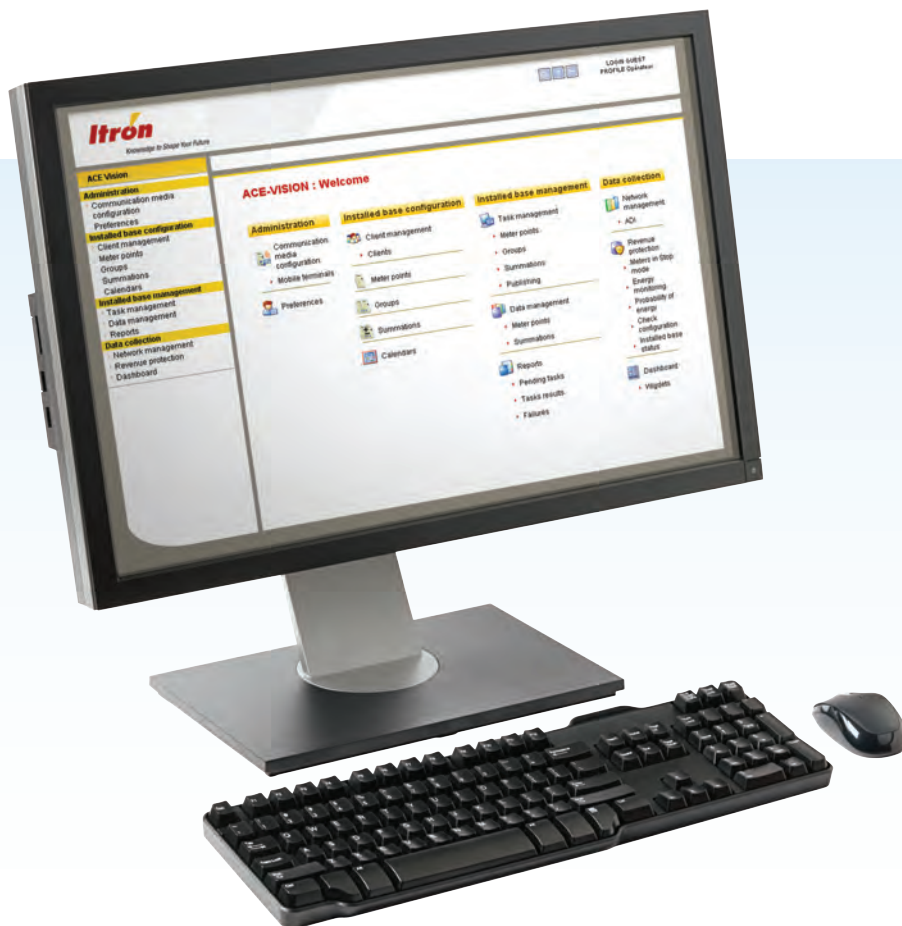 LOGIN GUEST
PROFILE Opérateur
Itron
Knowledge to Shape Your Future
ACE Vision
Administration
Communication media
configuration
Preferences
Installed base configuration
Client management
Meter points
Groups
Summations
Calendars
Installed base management
Task management
Data management
Reports
Data collection
Network management
Revenue protection
Dashboard
ACE-VISION : Welcome
Administration
Communication
media
configuration
Mobile terminals
Preferences
Installed base configuration
Client management
Clients
Meter points
Groups
Summations
Calendars
Installed base management
Task management
Meter points
Groups
Summations
Publishing
Data management
Meter points
Summations
Reports
Pending tasks
Tasks results
Failures
Data collection
Network
management
Revenue
protection
Meters in Stop
mode
Energy
monitoring
Probability of
energy
Check
configuration
Installed base
status
Dashboard